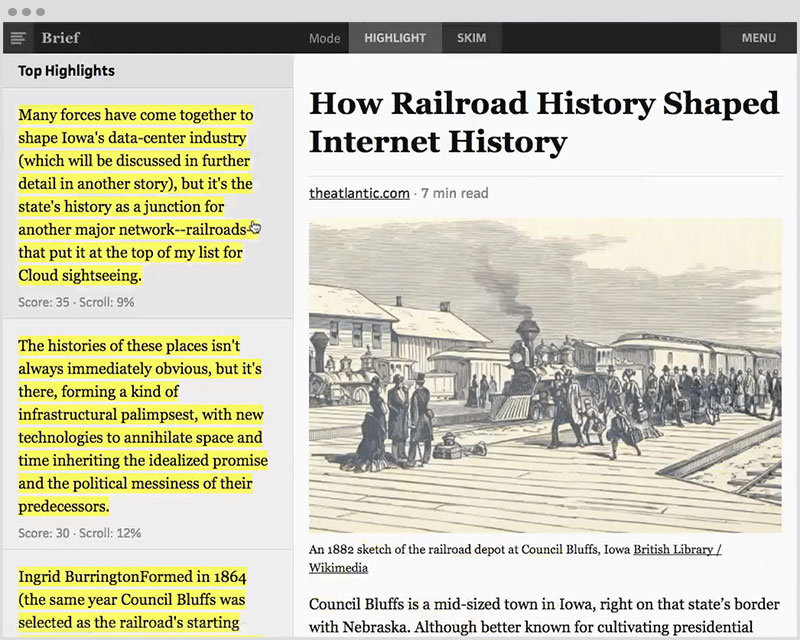 Brief
Mode
HIGHLIGHT
SKIM
MENU
Top Highlights
Many forces have come together to
shape Iowa's data-center industry
(which will be discussed in further
detail in another story), but it's the
state's history as a junction for
another major network--railroads-
that put it at the top of my list for
Cloud sightseeing.
Score: 35 · Scroll: 9%
The histories of these places isn't
always immediately obvious, but it's
there, forming a kind of
infrastructural palimpsest, with new
technologies to annihilate space and
time inheriting the idealized promise
and the political messiness of their
predecessors.
Score: 30 · Scroll: 12%
Ingrid BurringtonFormed in 1864
(the same year Council Bluffs was
selected as the railroad's starting
How Railroad History Shaped
Internet History
theatlantic.com · 7 min read
An 1882 sketch of the railroad depot at Council Bluffs, Iowa British Library /
Wikimedia
Council Bluffs is a mid-sized town in Iowa, right on that state’s border
with Nebraska. Although better known for cultivating presidential